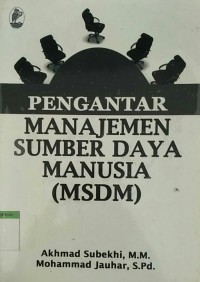 PENGANTAR
MANAJEMEN
SUMBER DAYA
MANUSIA
(MSDM)
Akhmad Subekhi, M.M.
Mohammad Jauhar, S.Pd.